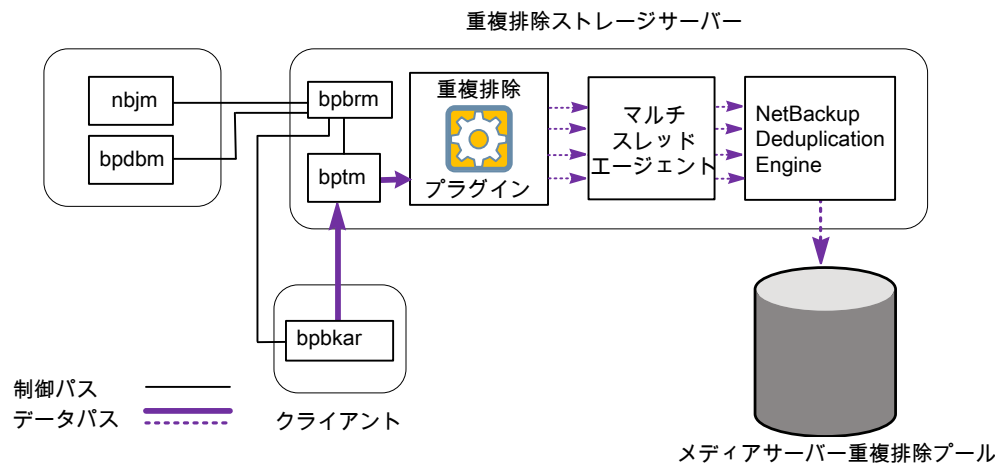 重複排除ストレージサーバー
nbjm
bpdbm
bpbrm
bptm
重複排除
プラグイン
マルチ
スレッド
エージェント
NetBackup
Deduplication
Engine
bpbkar
クライアント
制御パス
データパス
メディアサーバー重複排除プール